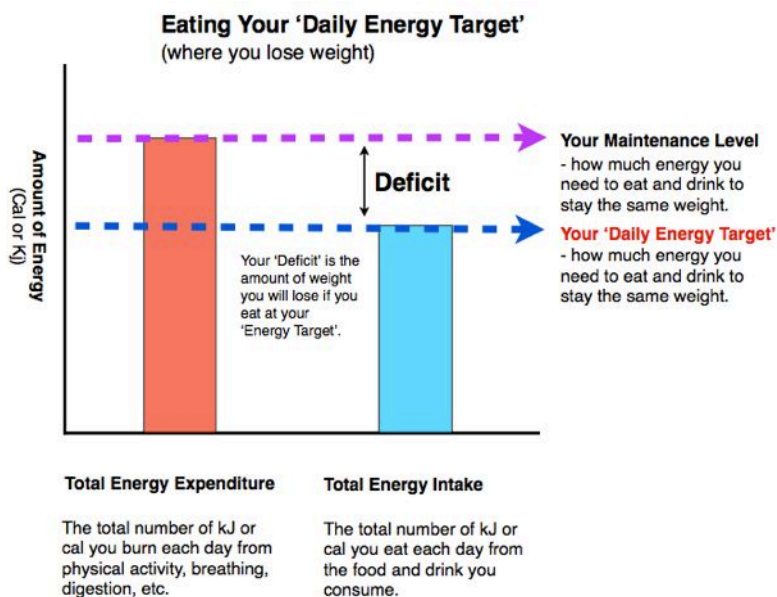 Eating Your 'Daily Energy Target'
(where you lose weight)
Amount of Energy
(Cal or Kj)
Deficit
Your 'Deficit' is the
amount of weight
you will lose if you
eat at your
'Energy Target'.
Your Maintenance Level
- how much energy you
need to eat and drink to
stay the same weight.
Your 'Daily Energy Target'
- how much energy you
need to eat and drink to
stay the same weight.
Total Energy Expenditure
The total number of kJ or
cal you burn each day from
physical activity, breathing,
digestion, etc.
Total Energy Intake
The total number of kJ or
cal you eat each day from
the food and drink you
consume.